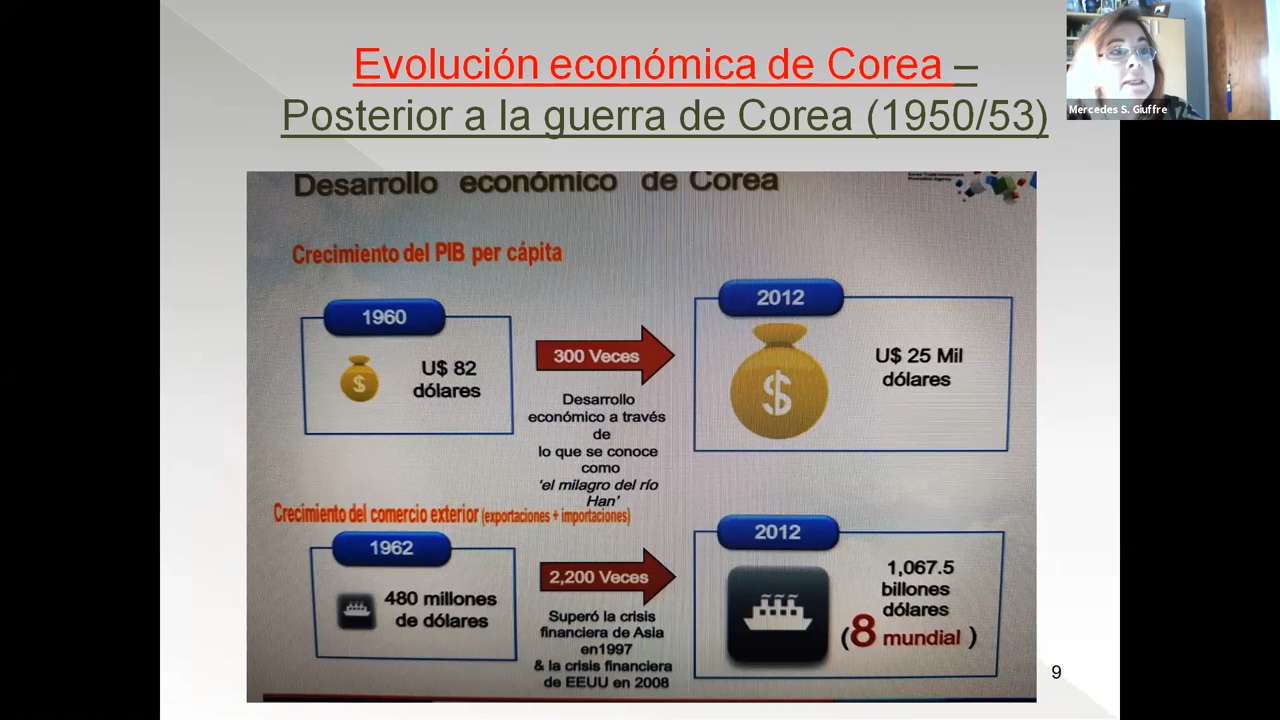 Evolución económica de Corea –
Posterior a la guerra de Corea (1950/53)
Mercedes S. Giuffre
Desarrollo económico de Corea
Crecimiento del PIB per cápita
1960
U$ 82
dólares
300 Veces
Desarrollo
económico a través
de
lo que se conoce
como
'el milagro del río
Han'
2012
U$ 25 Mil
dólares
Crecimiento del comercio exterior (exportaciones + importaciones)
1962
480 millones
de dólares
2,200 Veces
Superó la crisis
financiera de Asia
en1997
& la crisis financiera
de EEUU en 2008
2012
1,067.5
billones
dólares
(8 mundial )
9